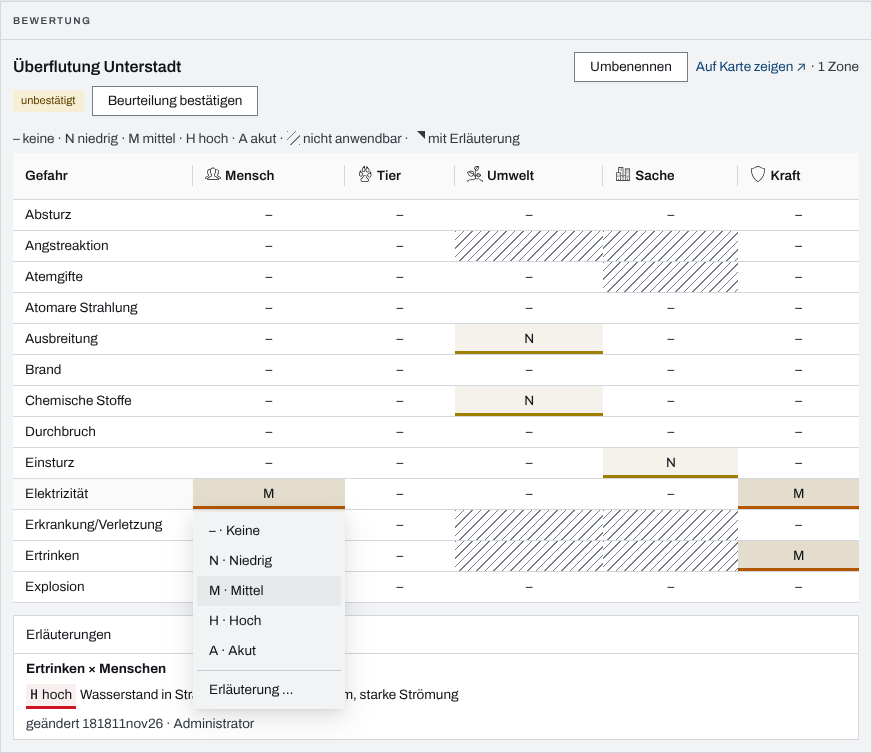 BEWERTUNG
Überflutung Unterstadt
Umbenennen Auf Karte zeigen ↗ · 1 Zone
unbestätigt Beurteilung bestätigen
– keine · N niedrig · M mittel · H hoch · A akut · nicht anwendbar · mit Erläuterung
Gefahr Mensch Tier Umwelt Sache Kraft
Absturz – – – – –
Angstreaktion – – –
Atemgifte – – – –
Atomare Strahlung – – – – –
Ausbreitung – – N – –
Brand – – – – –
Chemische Stoffe – – N – –
Durchbruch – – – – –
Einsturz – – – N –
Elektrizität M – – – M
Erkrankung/Verletzung – –
Ertrinken – M
Explosion – – – –
– · Keine
N · Niedrig
M · Mittel
H · Hoch
A · Akut
Erläuterung ...
Erläuterungen
Ertrinken × Menschen
H hoch Wasserstand in , starke Strömung
geändert 181811nov26 · Administrator